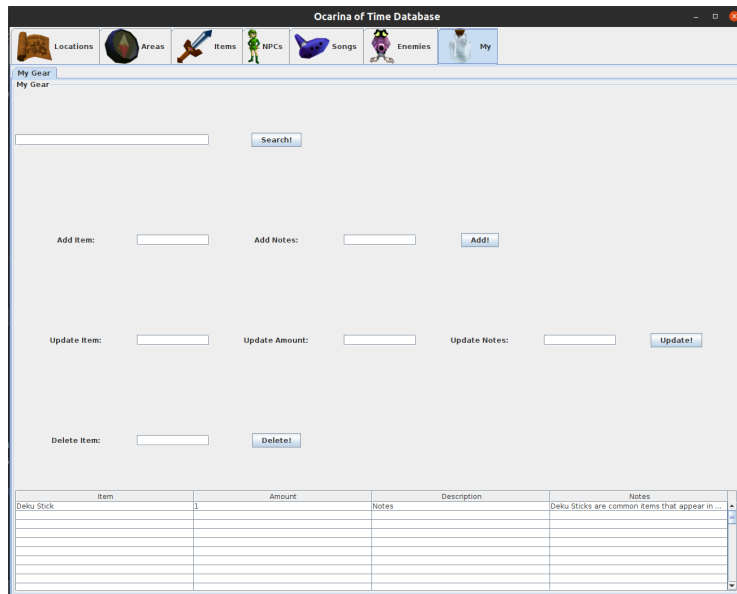 Ocarina of Time Database
Locations Areas Items NPCs Songs Enemies My
My Gear
My Gear
Search!
Add Item: Add Notes: Add!
Update Item: Update Amount: Update Notes: Update!
Delete Item: Delete!
Item Amount Description Notes
Deku Stick 1 Notes Deku Sticks are common items that appear in ...